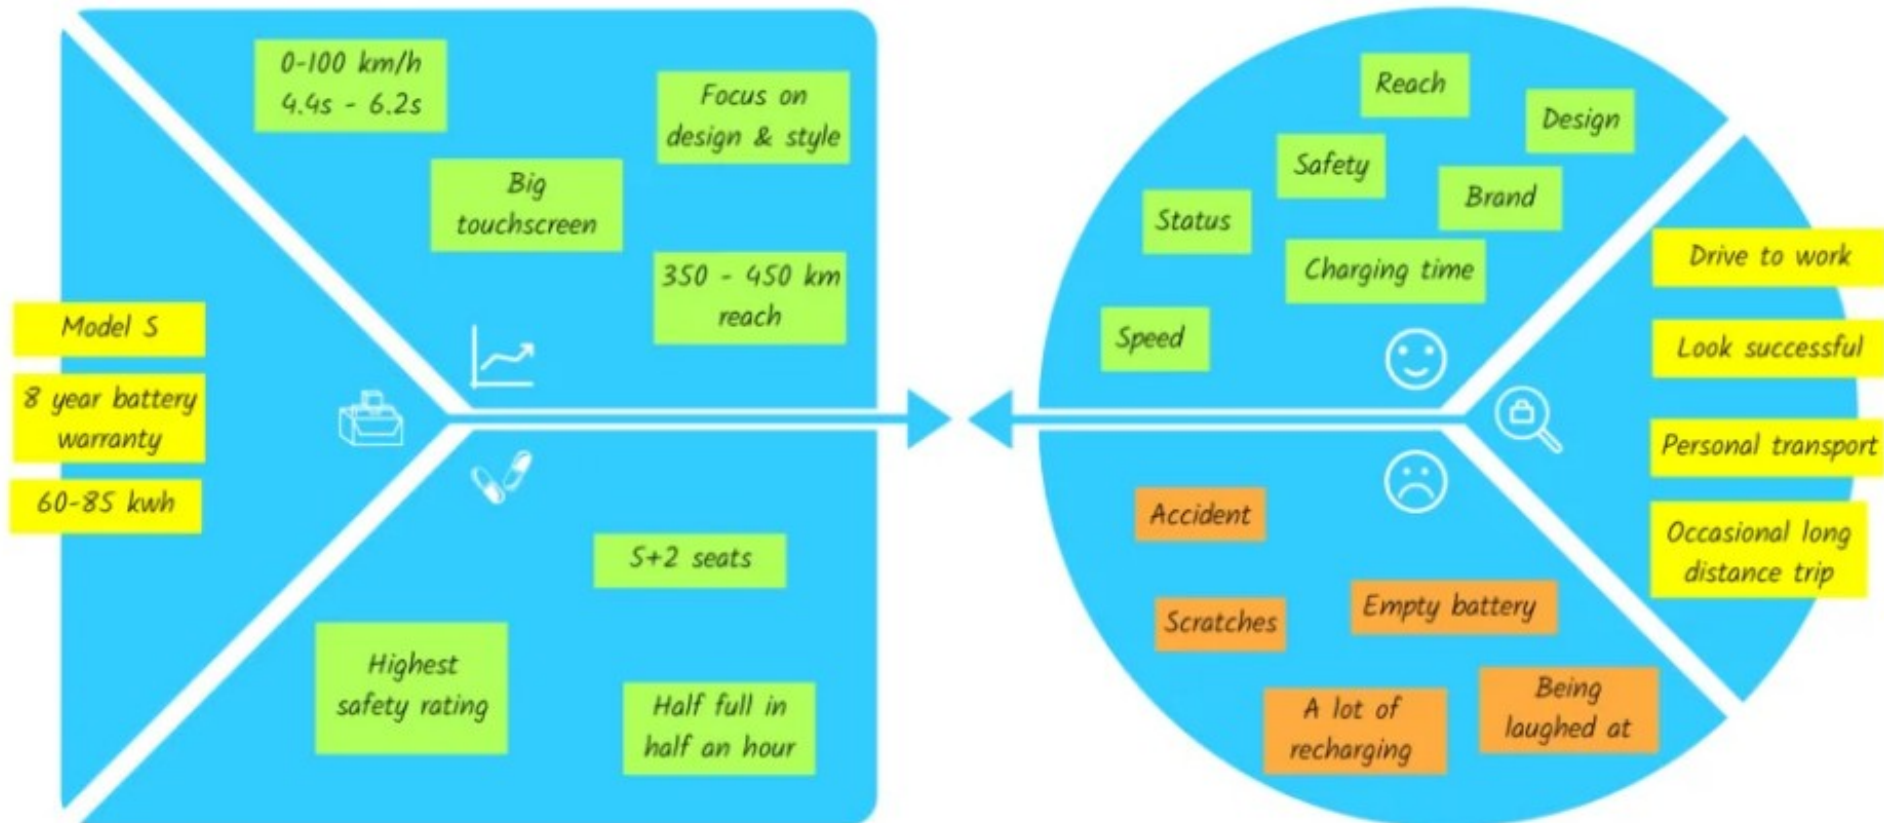 0-100 km/h
4.4s - 6.2s
Focus on
design & style
Big
touchscreen
350 - 450 km
reach
Model S
8 year battery
warranty
60-85 kwh
5+2 seats
Highest
safety rating
Half full in
half an hour
Reach
Design
Safety
Brand
Status
Charging time
Speed
Drive to work
Look successful
Personal transport
Occasional long
distance trip
Accident
Scratches
Empty battery
A lot of
recharging
Being
laughed at